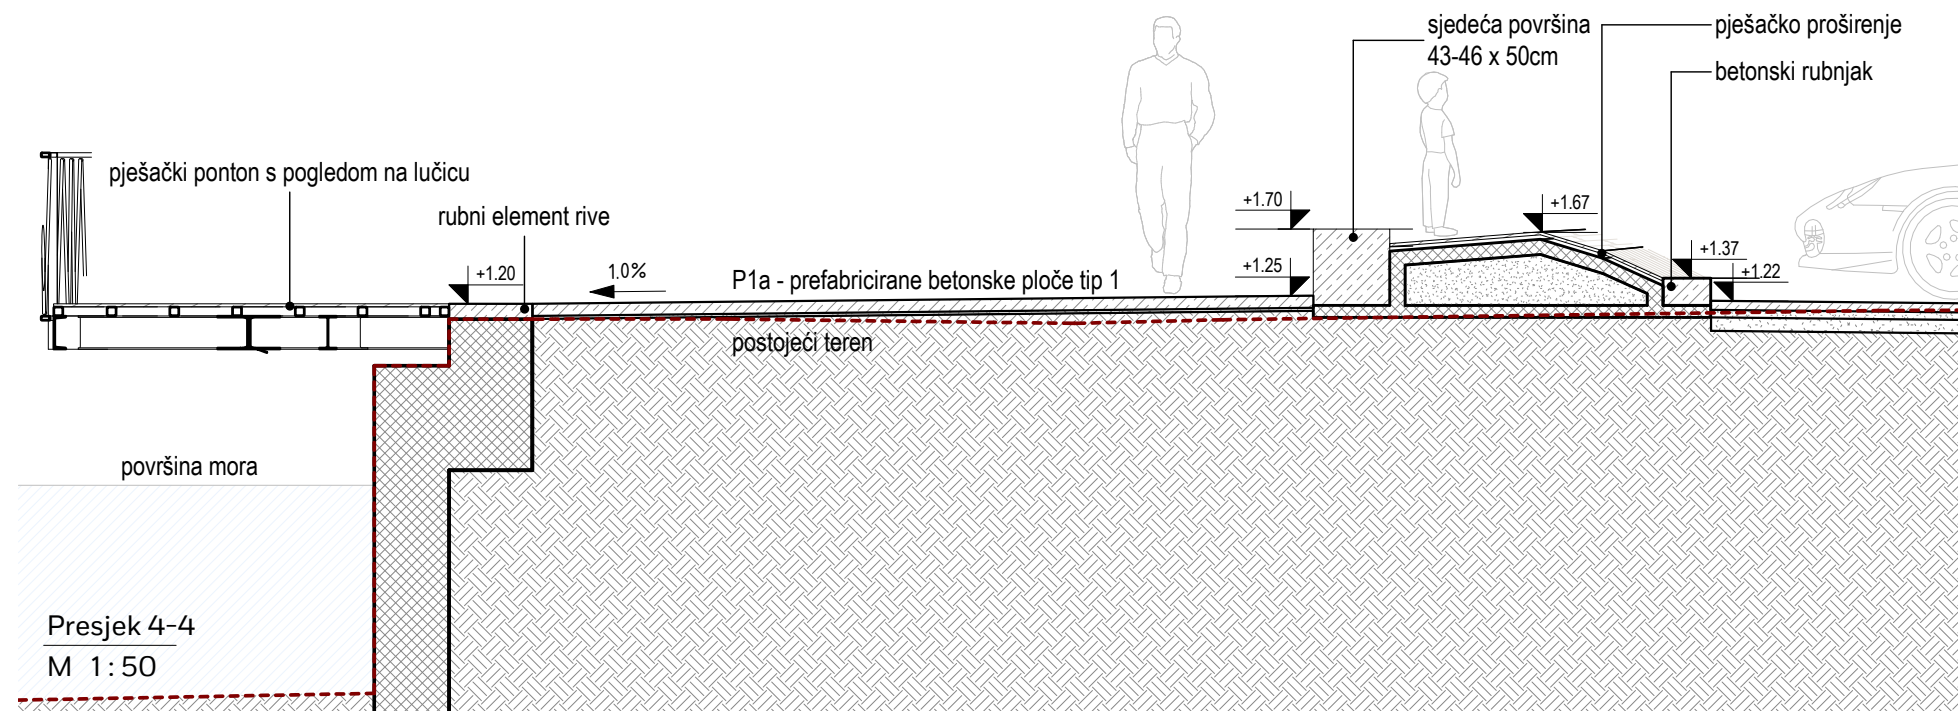 sjedeća površina
43-46 x 50cm
pješačko proširenje
betonski rubnjak
pješački ponton s pogledom na lučicu
rubni element rive
+1.70
+1.67
+1.37
+1.20
1.0%
P1a - prefabricirane betonske ploče tip 1
+1.25
+1.22
postojeći teren
površina mora
Presjek 4-4
M 1:50